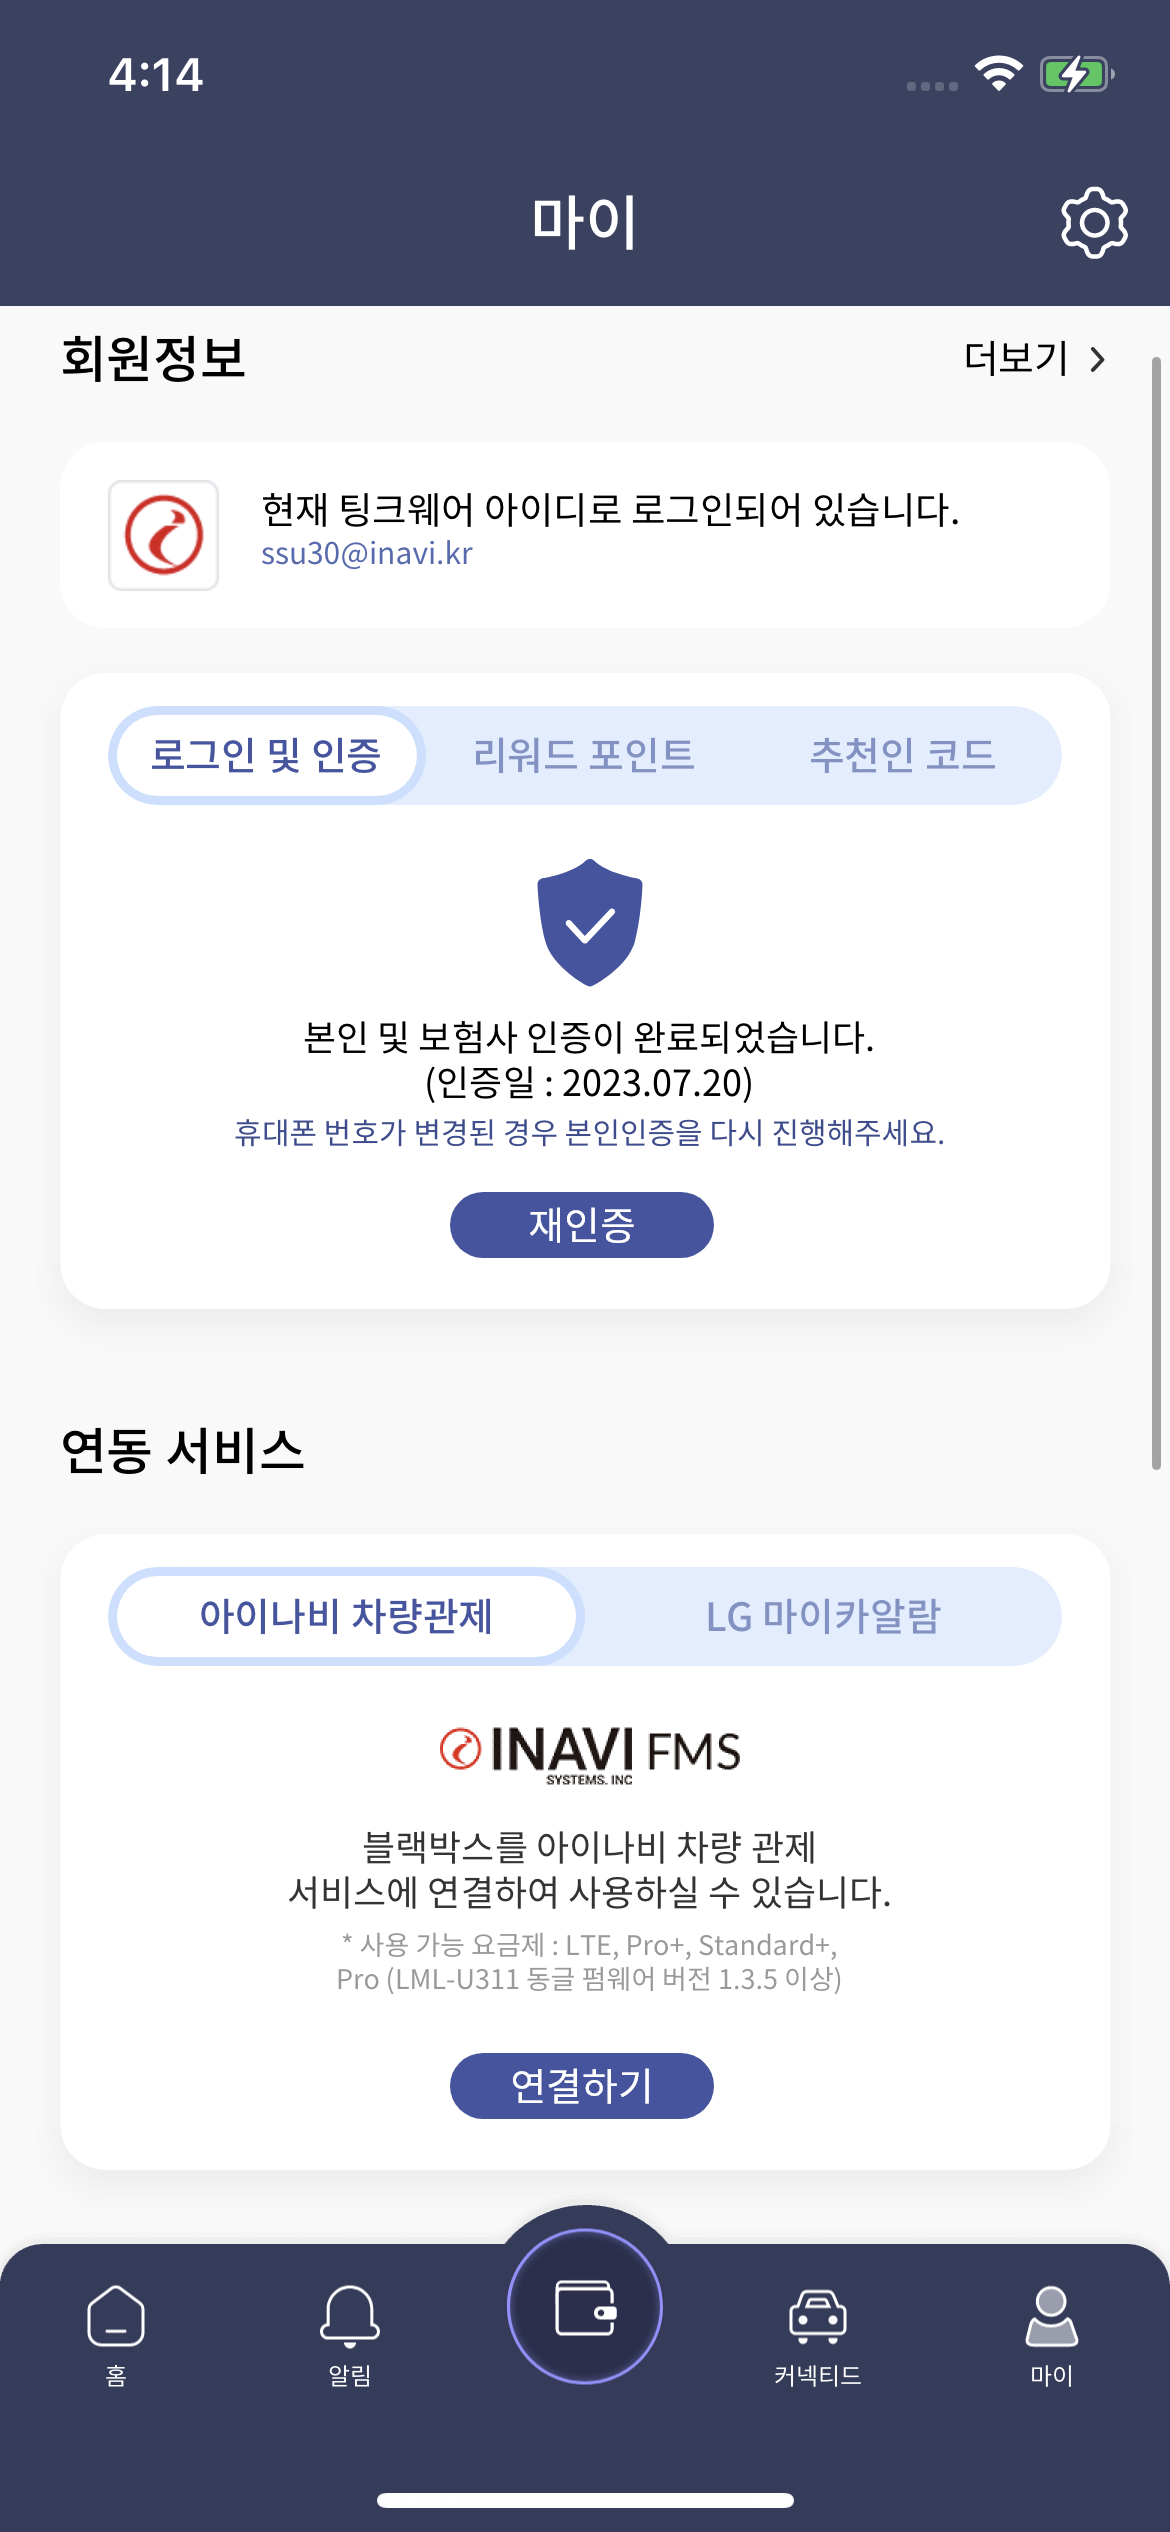 4:14
마이
회원정보
더보기
현재 팅크웨어 아이디로 로그인되어 있습니다.
ssu30@inavi.kr
로그인 및 인증
리워드 포인트
추천인 코드
본인 및 보험사 인증이 완료되었습니다.
(인증일 : 2023.07.20)
휴대폰 번호가 변경된 경우 본인인증을 다시 진행해주세요.
재인증
연동 서비스
아이나비 차량관제
LG 마이카알람
INAVI FMS
SYSTEMS. INC
블랙박스를 아이나비 차량 관제
서비스에 연결하여 사용하실 수 있습니다.
* 사용 가능 요금제 : LTE, Pro+, Standard+,
Pro (LML-U311 동글 펌웨어 버전 1.3.5 이상)
연결하기
홈
알림
커넥티드
마이